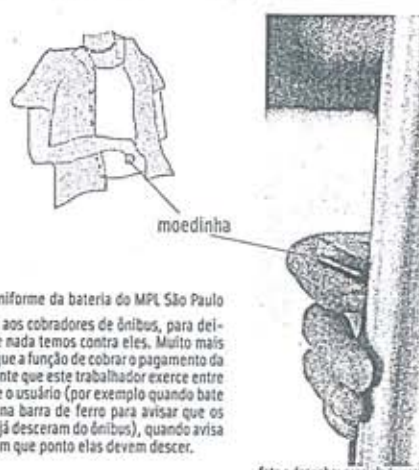 moedinha
niforme da bateria do MPL São Paulo
aos cobradores de ônibus, para dei-
e nada temos contra eles. Muito mais
que a função de cobrar o pagamento da
nte que este trabalhador exerce entre
e o usuário (por exemplo quando bate
na barra de ferro para avisar que os
já desceram do ônibus), quando avisa
m que ponto elas devem descer.